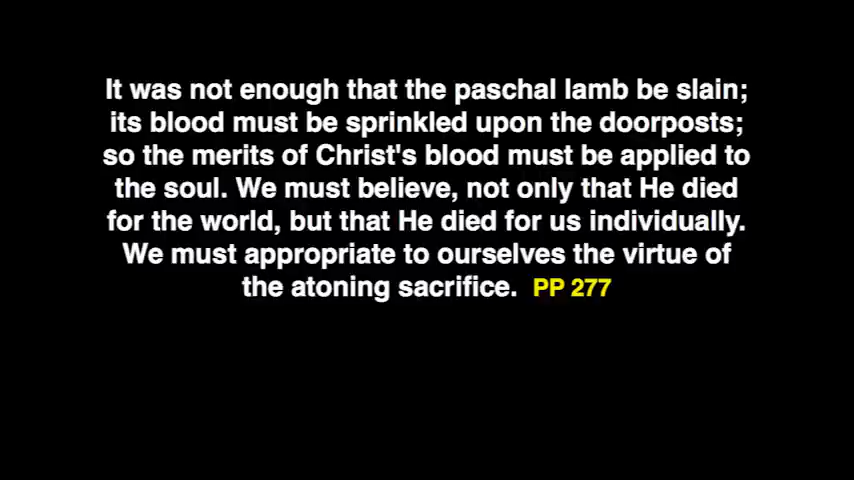 It was not enough that the paschal lamb be slain;
its blood must be sprinkled upon the doorposts;
so the merits of Christ's blood must be applied to
the soul. We must believe, not only that He died
for the world, but that He died for us individually.
We must appropriate to ourselves the virtue of
the atoning sacrifice. PP 277